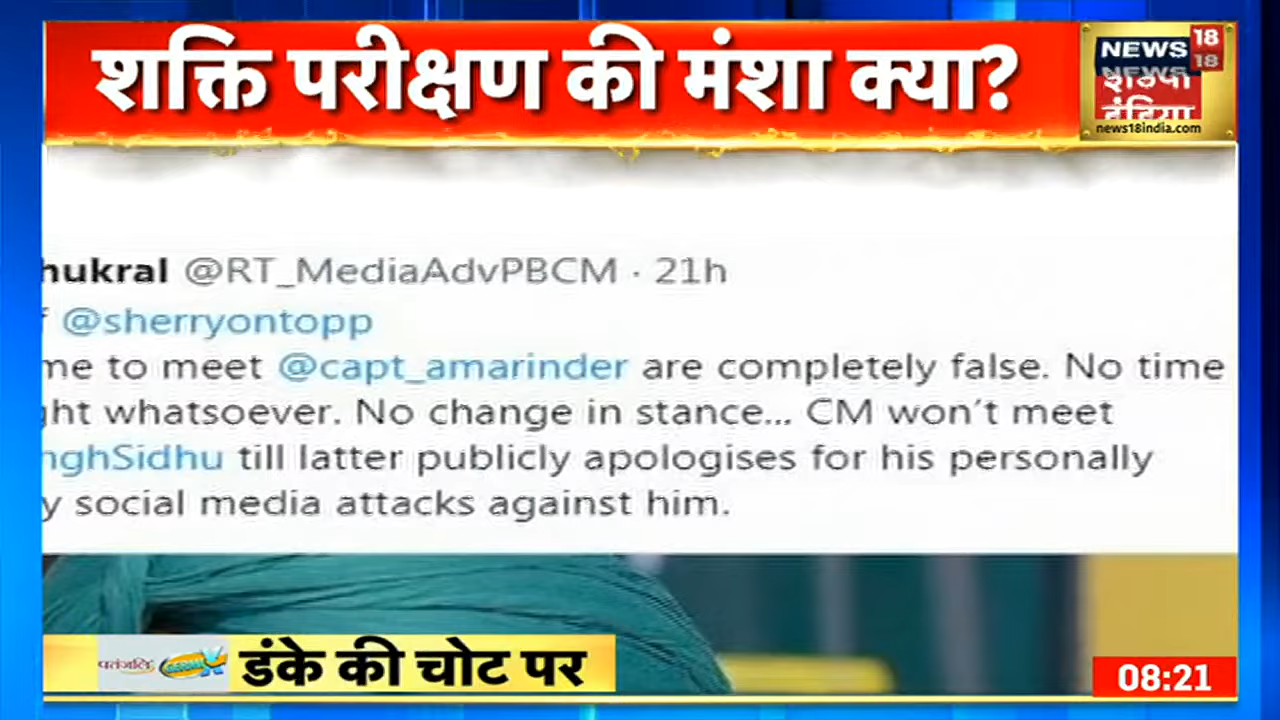 शक्ति परीक्षण की मंशा क्या?
NEWS 18
news18india.com
hukral @RT_MediaAdvPBCM · 21h
@sherryontopp
me to meet @capt_amarinder are completely false. No time
ght whatsoever. No change in stance... CM won't meet
nghSidhu till latter publicly apologises for his personally
y social media attacks against him.
पतंजलि
डंके की चोट पर
08:21